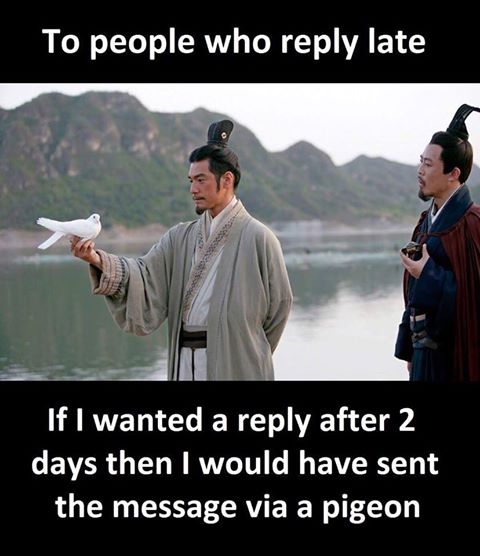 To people who reply late
If I wanted a reply after 2
days then I would have sent
the message via a pigeon